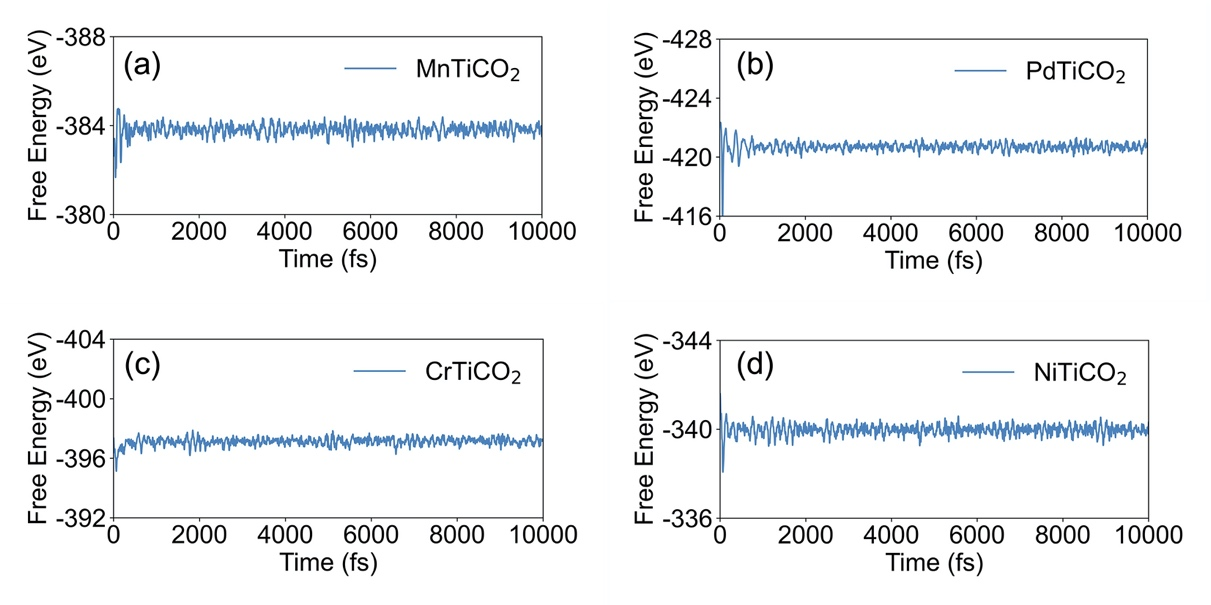 (a)
MnTiCO₂
Free Energy (eV)
-388
-384
-380
0 2000 4000 6000 8000 10000
Time (fs)
(b)
PdTiCO₂
Free Energy (eV)
-428
-424
-420
-416
0 2000 4000 6000 8000 10000
Time (fs)
(c)
CrTiCO₂
Free Energy (eV)
-404
-400
-396
-392
0 2000 4000 6000 8000 10000
Time (fs)
(d)
NiTiCO₂
Free Energy (eV)
-344
-340
-336
0 2000 4000 6000 8000 10000
Time (fs)